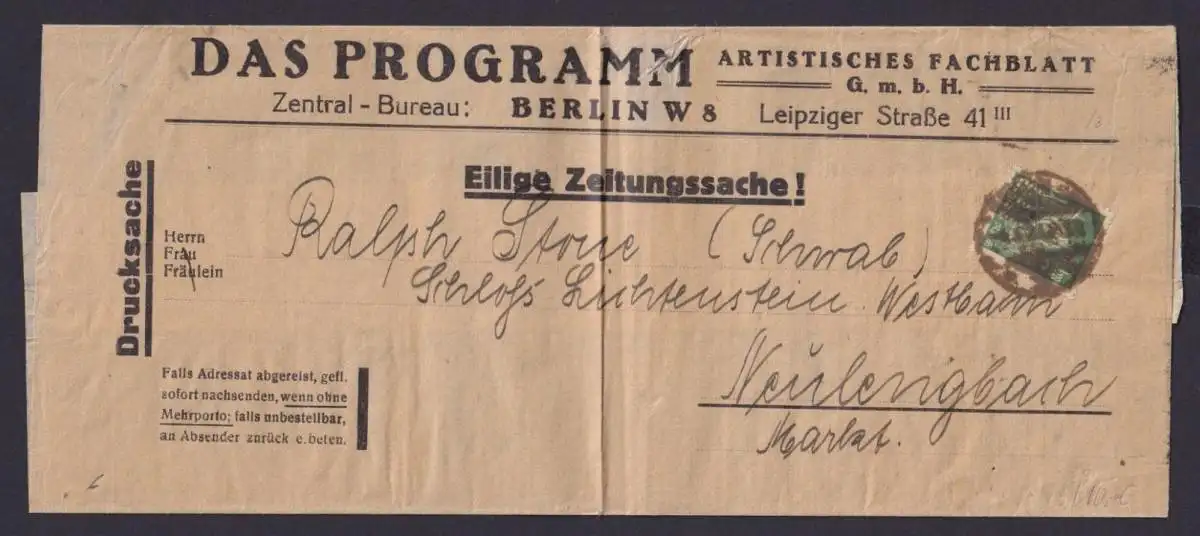 DAS PROGRAMM ARTISTISCHES FACHBLATT
G. m. b. H.
Zentral - Bureau: BERLIN W 8 Leipziger Straße 41 III
Drucksache
Eilige Zeitungssache!
Herrn
Frau
Fräulein
Ralph Stone (Schwab)
Schloß Lichtenstein Westbahn
Neulengbach
Markt.
Falls Adressat abgereist, gefl.
sofort nachsenden, wenn ohne
Mehrporto; falls unbestellbar,
an Absender zurück e.beten.